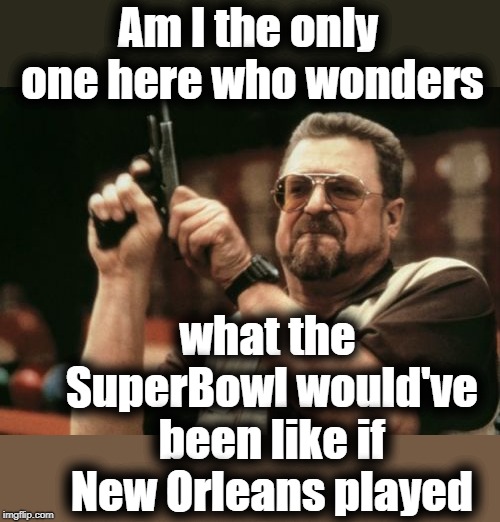 Am I the only
one here who wonders
what the
SuperBowl would've
been like if
New Orleans played
imgflip.com